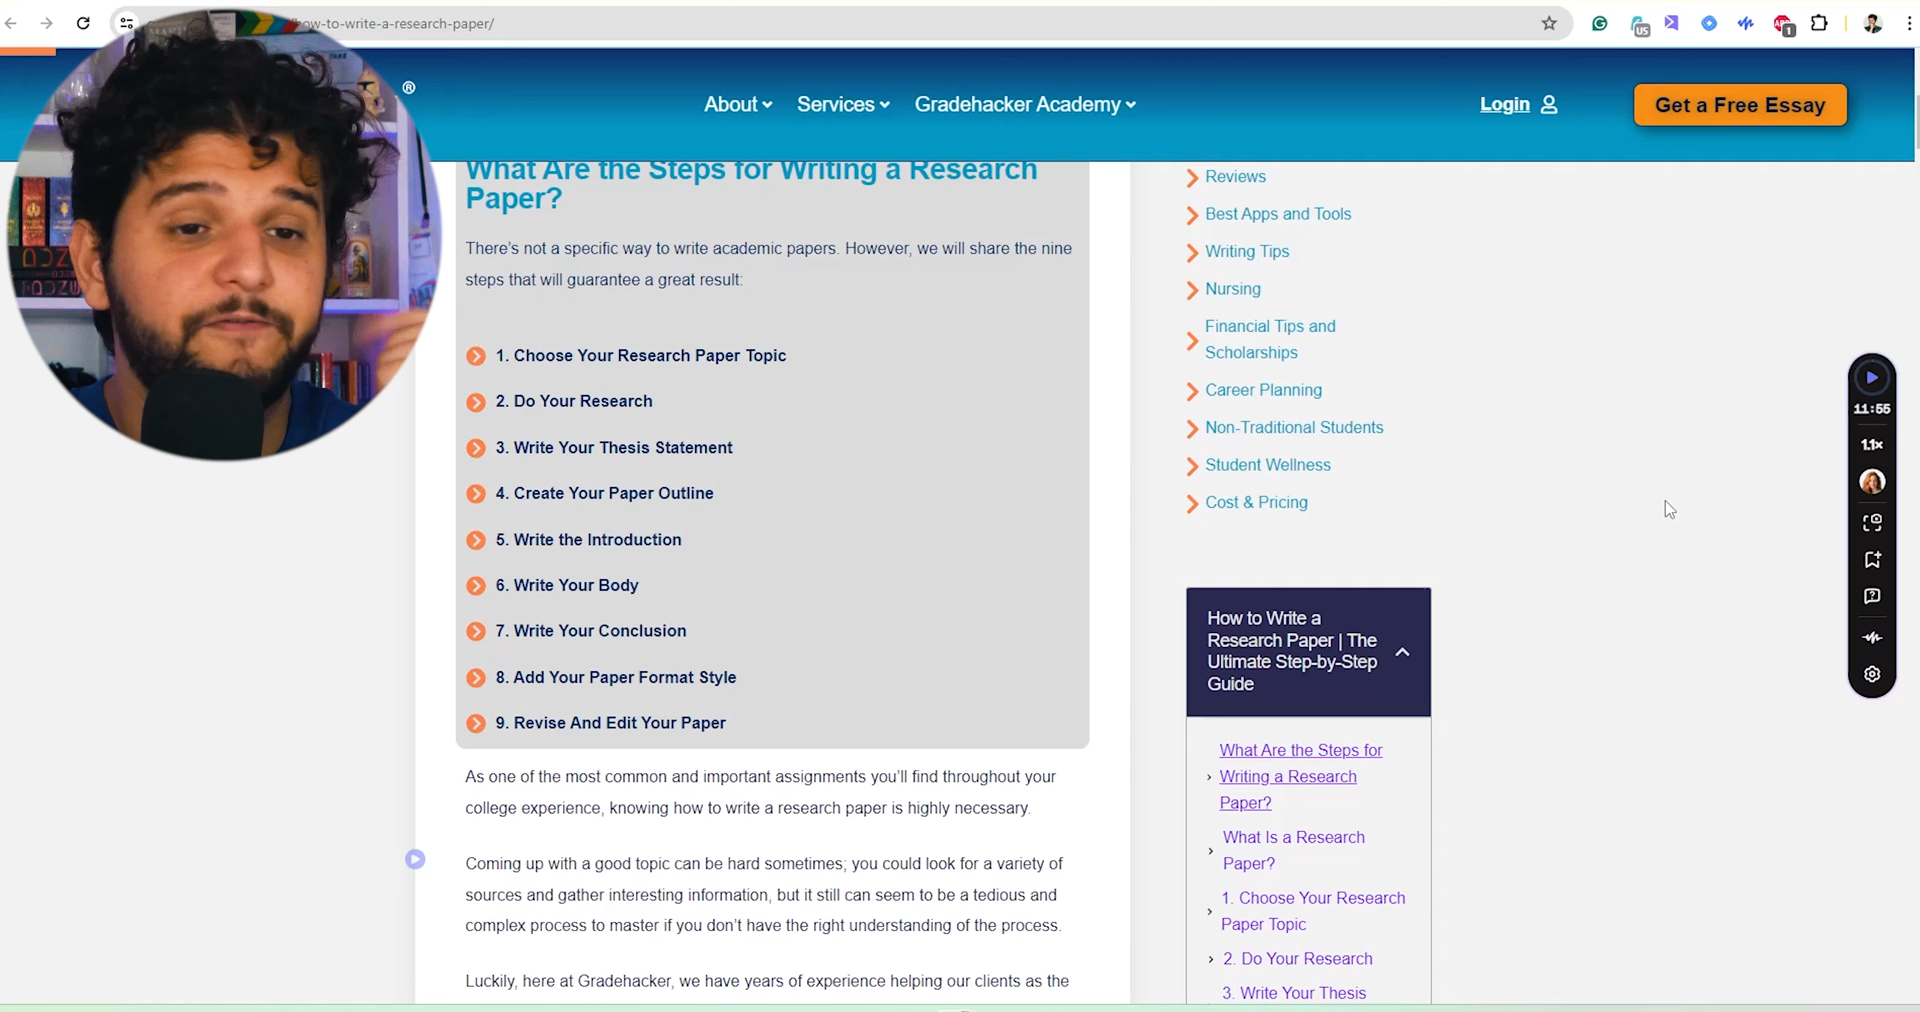 how-to-write-a-research-paper/
US
1
®
About
Services
Gradehacker Academy
Login
Get a Free Essay
What Are the Steps for Writing a Research
Paper?
There's not a specific way to write academic papers. However, we will share the nine
steps that will guarantee a great result:
1. Choose Your Research Paper Topic
2. Do Your Research
3. Write Your Thesis Statement
4. Create Your Paper Outline
5. Write the Introduction
6. Write Your Body
7. Write Your Conclusion
8. Add Your Paper Format Style
9. Revise And Edit Your Paper
As one of the most common and important assignments you'll find throughout your
college experience, knowing how to write a research paper is highly necessary.
Coming up with a good topic can be hard sometimes; you could look for a variety of
sources and gather interesting information, but it still can seem to be a tedious and
complex process to master if you don't have the right understanding of the process.
Luckily, here at Gradehacker, we have years of experience helping our clients as the
Reviews
Best Apps and Tools
Writing Tips
Nursing
Financial Tips and
Scholarships
Career Planning
Non-Traditional Students
Student Wellness
Cost & Pricing
How to Write a
Research Paper | The
Ultimate Step-by-Step
Guide
What Are the Steps for
Writing a Research
Paper?
What Is a Research
Paper?
1. Choose Your Research
Paper Topic
2. Do Your Research
3. Write Your Thesis
11:55
1.1x